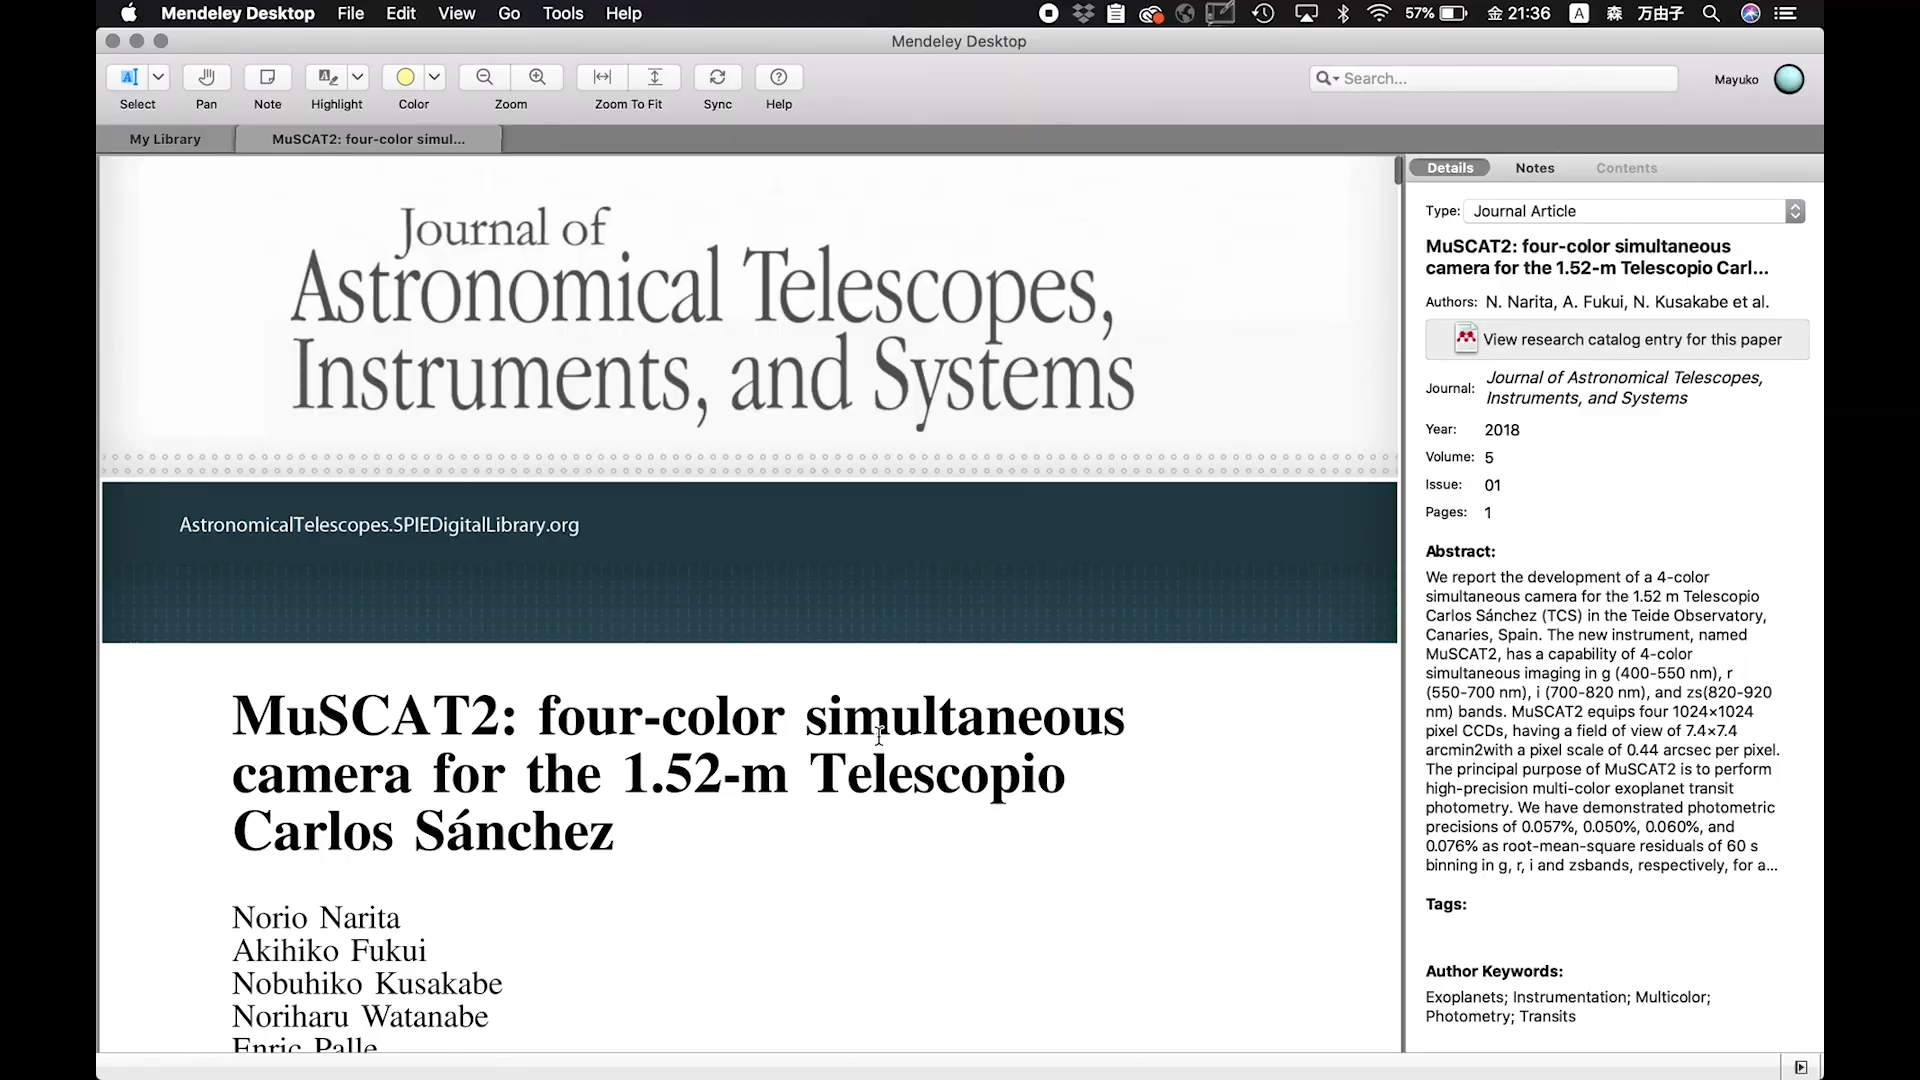 Mendeley Desktop File Edit View Go Tools Help 57% 金 21:36 A 森 万由子
Mendeley Desktop
Select Pan Note Highlight Color Zoom Zoom To Fit Sync Help
Search...
Mayuko
My Library
MuSCAT2: four-color simul...
Journal of
Astronomical Telescopes,
Instruments, and Systems
AstronomicalTelescopes.SPIEDigitalLibrary.org
MuSCAT2: four-color simultaneous
camera for the 1.52-m Telescopio
Carlos Sánchez
Norio Narita
Akihiko Fukui
Nobuhiko Kusakabe
Noriharu Watanabe
Enric Palle
Details Notes Contents
Type: Journal Article
MuSCAT2: four-color simultaneous
camera for the 1.52-m Telescopio Carl...
Authors: N. Narita, A. Fukui, N. Kusakabe et al.
View research catalog entry for this paper
Journal: Journal of Astronomical Telescopes,
Instruments, and Systems
Year: 2018
Volume: 5
Issue: 01
Pages: 1
Abstract:
We report the development of a 4-color
simultaneous camera for the 1.52 m Telescopio
Carlos Sánchez (TCS) in the Teide Observatory,
Canaries, Spain. The new instrument, named
MuSCAT2, has a capability of 4-color
simultaneous imaging in g (400-550 nm), r
(550-700 nm), i (700-820 nm), and zs(820-920
nm) bands. MuSCAT2 equips four 1024×1024
pixel CCDs, having a field of view of 7.4×7.4
arcmin2with a pixel scale of 0.44 arcsec per pixel.
The principal purpose of MuSCAT2 is to perform
high-precision multi-color exoplanet transit
photometry. We have demonstrated photometric
precisions of 0.057%, 0.050%, 0.060%, and
0.076% as root-mean-square residuals of 60 s
binning in g, r, i and zsbands, respectively, for a...
Tags:
Author Keywords:
Exoplanets; Instrumentation; Multicolor;
Photometry; Transits